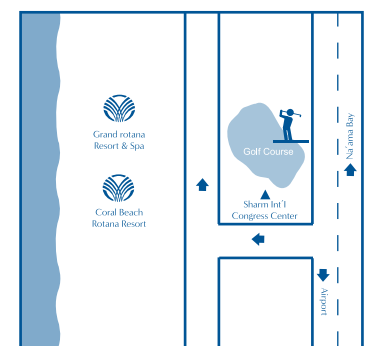 Grand rotana
Resort & Spa
Golf Course
Na'ama Bay
Coral Beach
Rotana Resort
Sharm Int'l
Congress Center
Airport